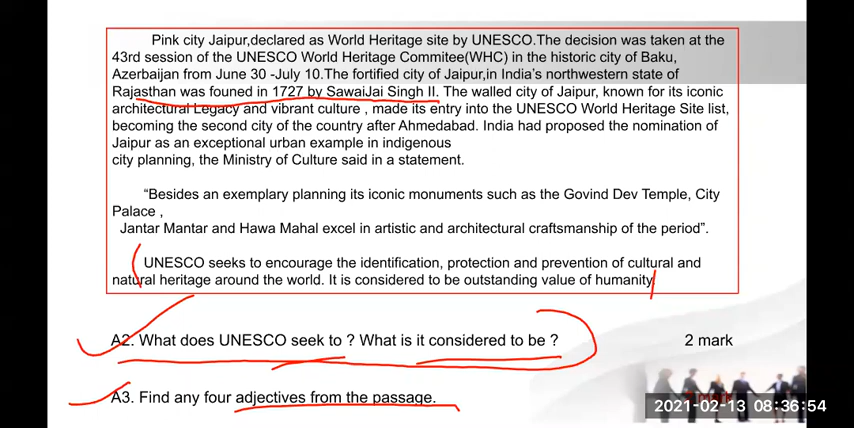 Pink city Jaipur,declared as World Heritage site by UNESCO.The decision was taken at the
43rd session of the UNESCO World Heritage Commitee(WHC) in the historic city of Baku,
Azerbaijan from June 30 -July 10.The fortified city of Jaipur,in India's northwestern state of
Rajasthan was founed in 1727 by SawaiJai Singh II. The walled city of Jaipur, known for its iconic
architectural Legacy and vibrant culture , made its entry into the UNESCO World Heritage Site list,
becoming the second city of the country after Ahmedabad. India had proposed the nomination of
Jaipur as an exceptional urban example in indigenous
city planning, the Ministry of Culture said in a statement.
“Besides an exemplary planning its iconic monuments such as the Govind Dev Temple, City
Palace ,
Jantar Mantar and Hawa Mahal excel in artistic and architectural craftsmanship of the period”.
UNESCO seeks to encourage the identification, protection and prevention of cultural and
natural heritage around the world. It is considered to be outstanding value of humanity.
A2. What does UNESCO seek to ? What is it considered to be ? 2 mark
A3. Find any four adjectives from the passage.
2021-02-13 08:36:54